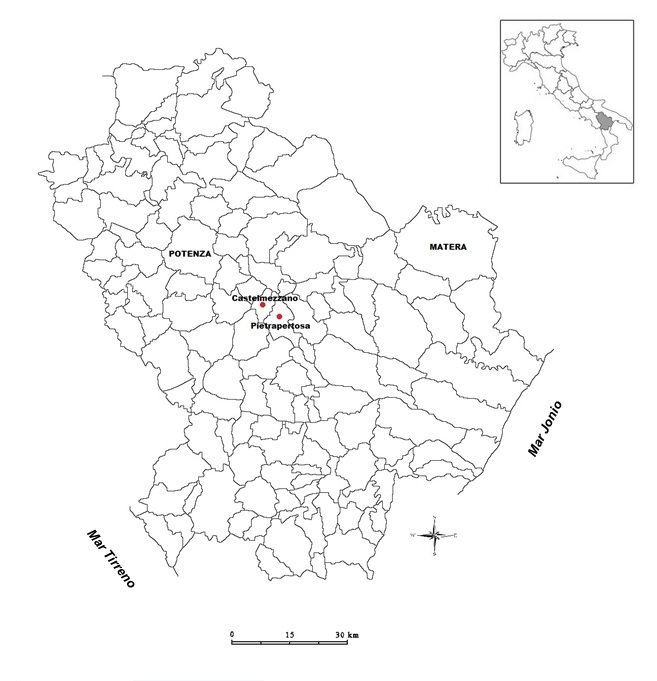 POTENZA
MATERA
Castelmezzano
Pietrapertosa
Mar Jonio
Mar Tirreno
W E
0 15 30 km